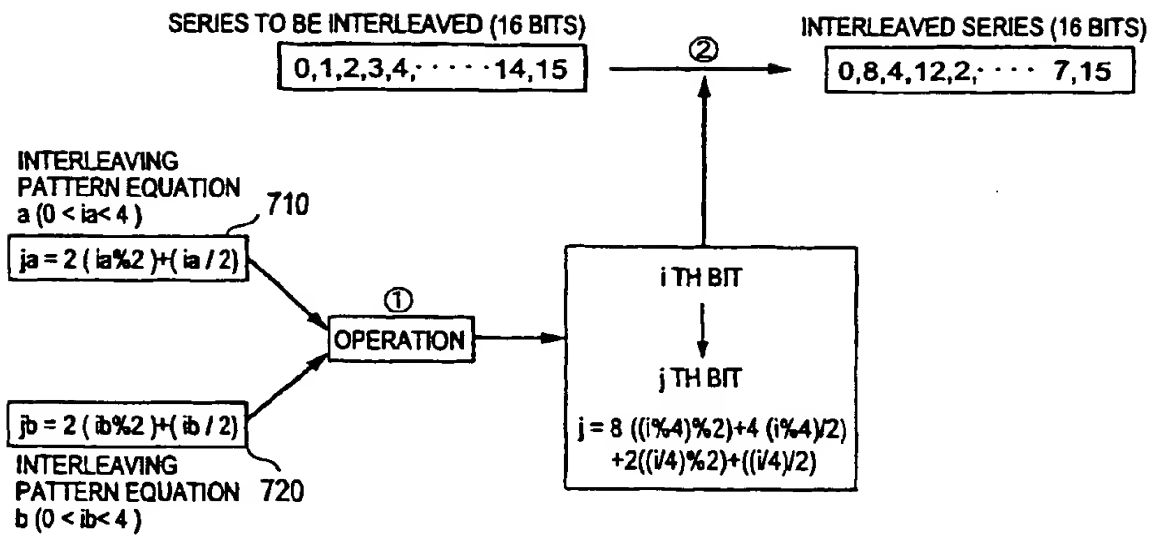 SERIES TO BE INTERLEAVED (16 BITS)
0,1,2,3,4,·····14,15
②
INTERLEAVED SERIES (16 BITS)
0,8,4,12,2,···· 7,15
INTERLEAVING
PATTERN EQUATION
a (0 < ia< 4 )
710
ja = 2 ( ia%2 )+( ia / 2)
①
OPERATION
jb = 2 ( ib%2 )+( ib / 2)
INTERLEAVING
PATTERN EQUATION
b (0 < ib< 4 )
720
i TH BIT
j TH BIT
j = 8 ((i%4)%2)+4 (i%4)/2)
+2((i/4)%2)+((i/4)/2)